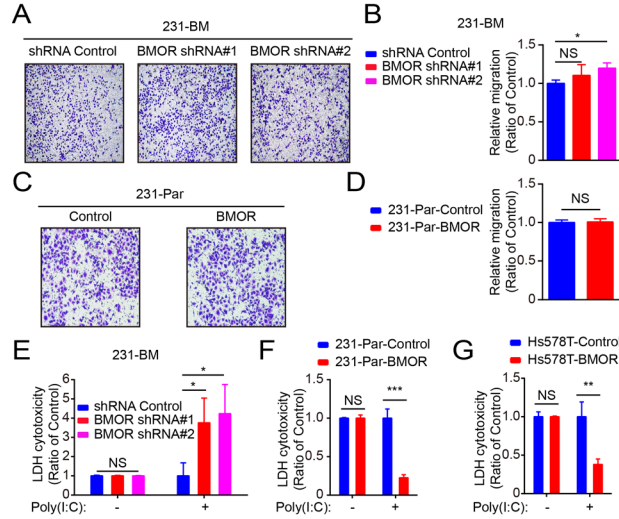 A
231-BM
shRNA Control
BMOR shRNA#1
BMOR shRNA#2
B
231-BM
shRNA Control
BMOR shRNA#1
BMOR shRNA#2
Relative migration
(Ratio of Control)
1.5
1.0
0.5
0.0
NS
*
C
231-Par
Control
BMOR
D
231-Par-Control
231-Par-BMOR
Relative migration
(Ratio of Control)
1.5
1.0
0.5
0.0
NS
E
231-BM
LDH cytotoxicity
(Ratio of Control)
6
5
4
3
2
1
0
shRNA Control
BMOR shRNA#1
BMOR shRNA#2
NS
*
*
Poly(I:C): - +
F
231-Par-Control
231-Par-BMOR
LDH cytotoxicity
(Ratio of Control)
1.5
1.0
0.5
0.0
NS
***
Poly(I:C): - +
G
Hs578T-Control
Hs578T-BMOR
LDH cytotoxicity
(Ratio of Control)
1.5
1.0
0.5
0.0
NS
**
Poly(I:C): - +